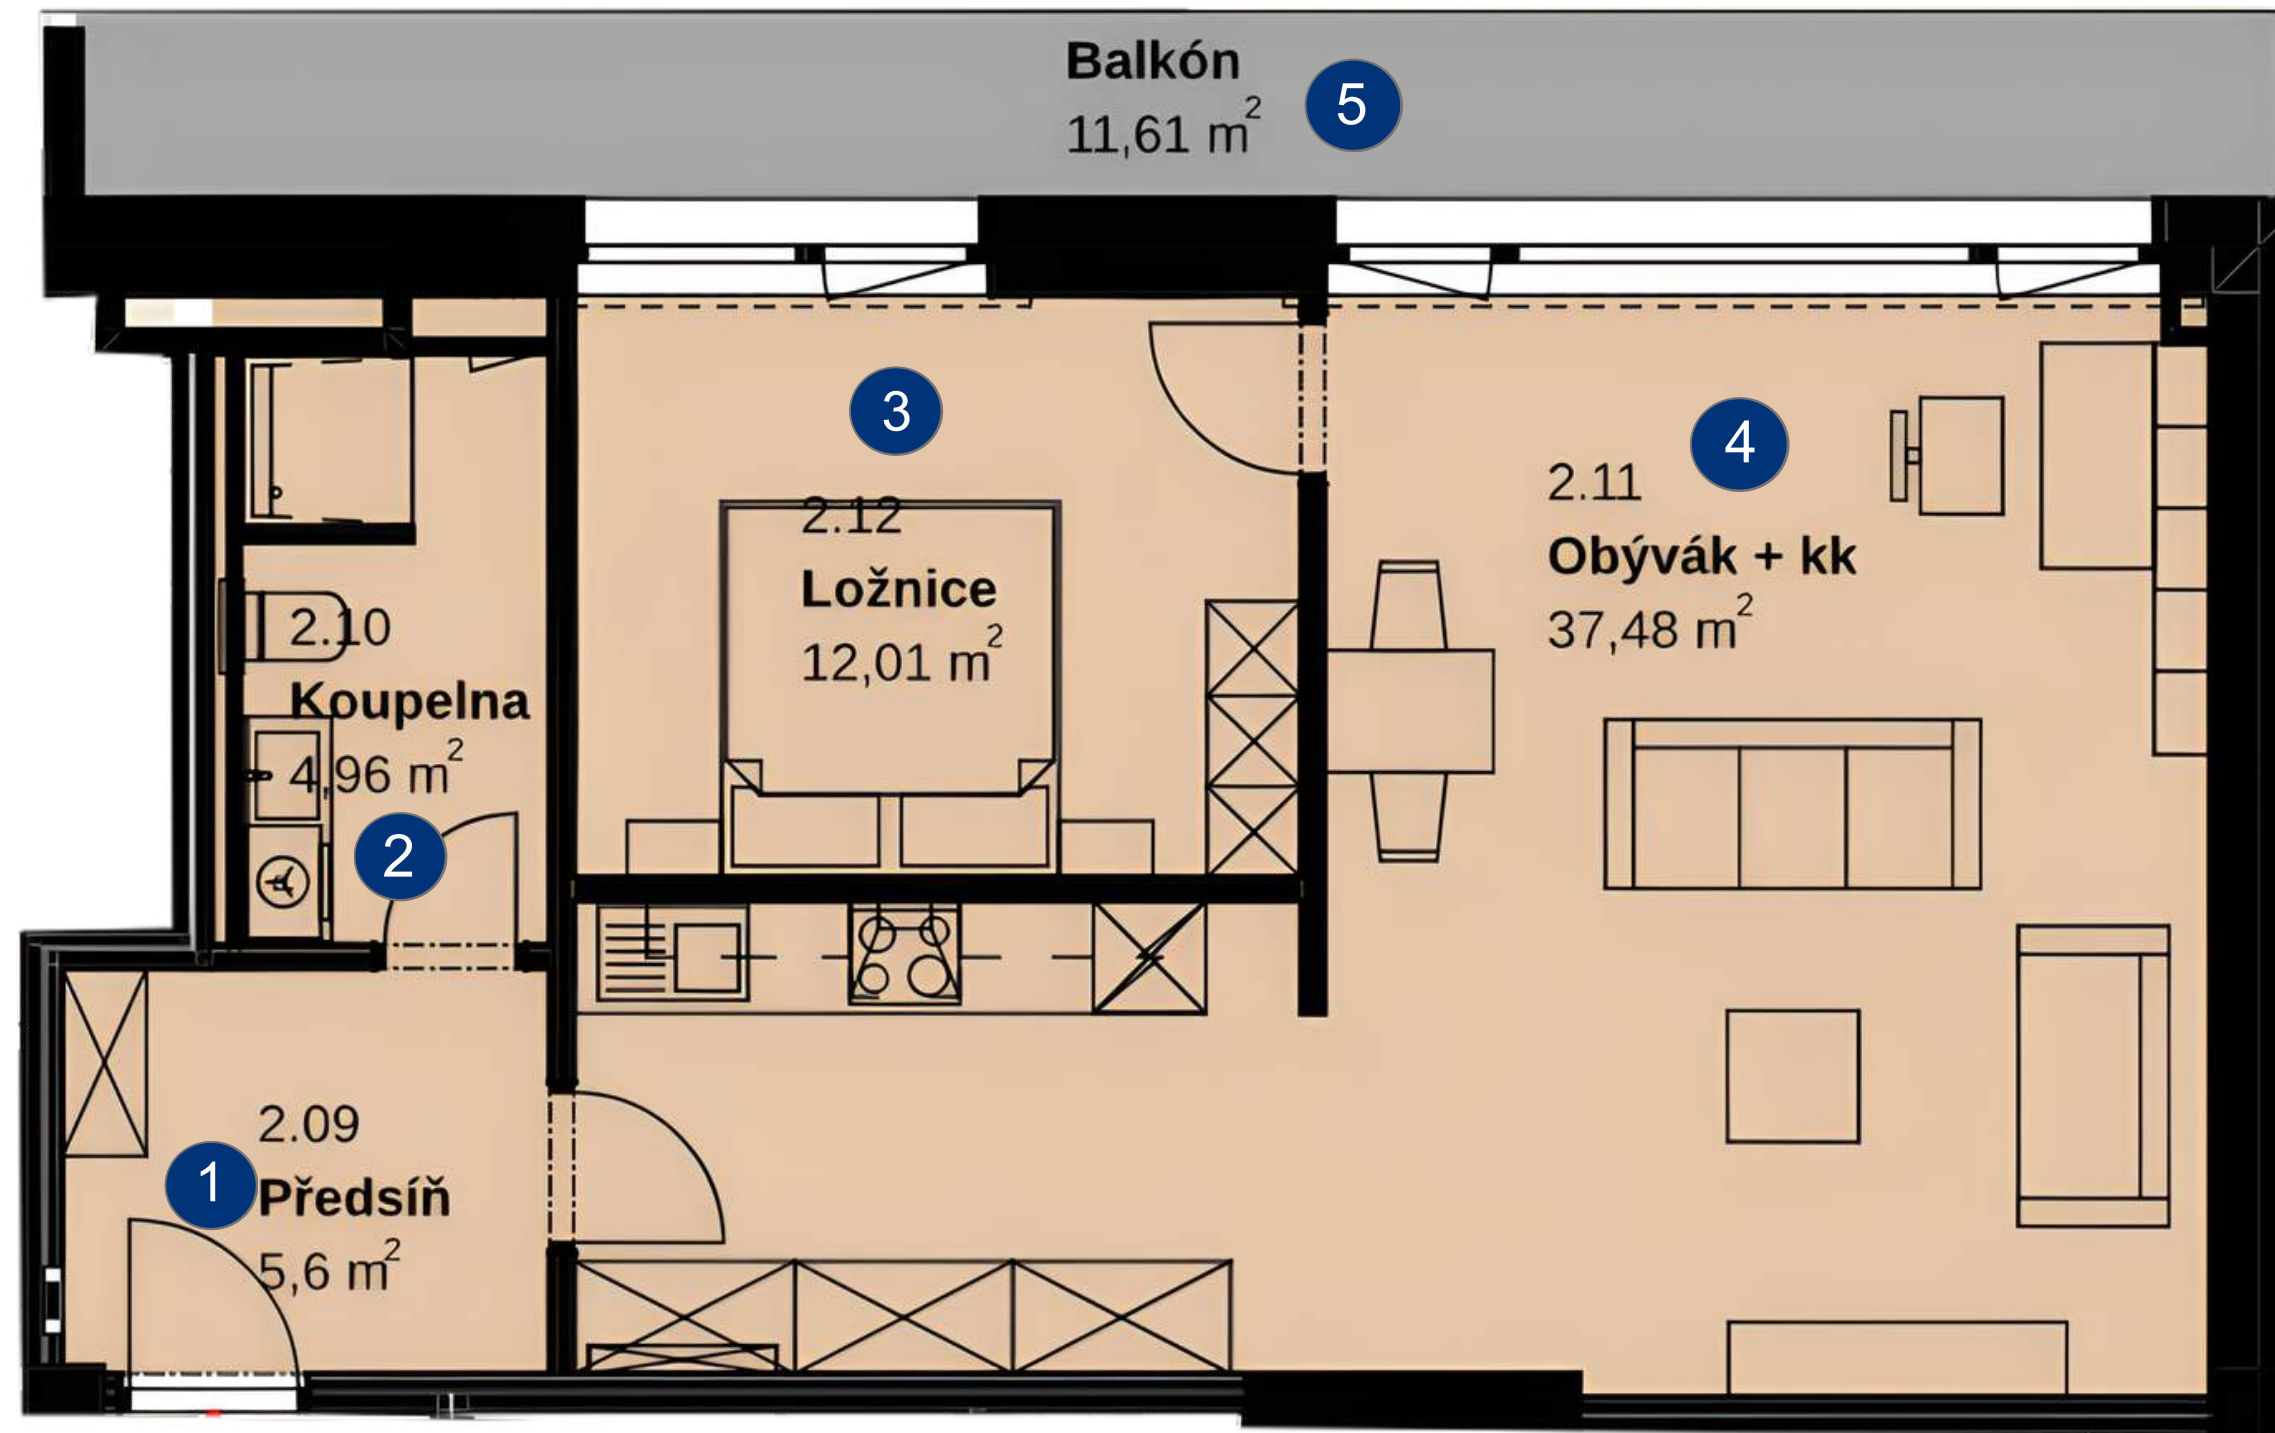 Balkón
11,61 m²
5
3
4
2.12
Ložnice
12,01 m²
2.11
Obývák + kk
37,48 m²
2.10
Koupelna
4,96 m²
2
2.09
1
Předsíň
5,6 m²